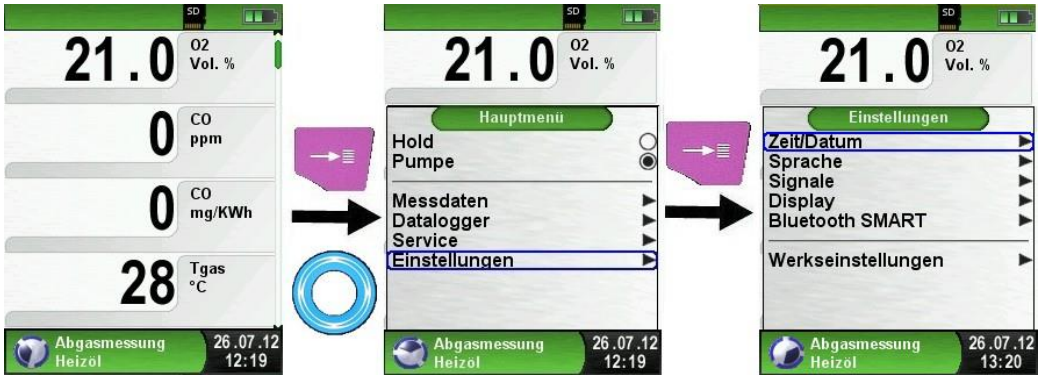 SD
21.0 O2 Vol. %
0 CO ppm
0 CO mg/KWh
28 Tgas °C
Abgasmessung 26.07.12
Heizöl 12:19
SD
21.0 O2 Vol. %
Hauptmenü
Hold
Pumpe
Messdaten
Datalogger
Service
Einstellungen
Abgasmessung 26.07.12
Heizöl 12:19
SD
21.0 O2 Vol. %
Einstellungen
Zeit/Datum
Sprache
Signale
Display
Bluetooth SMART
Werkseinstellungen
Abgasmessung 26.07.12
Heizöl 13:20